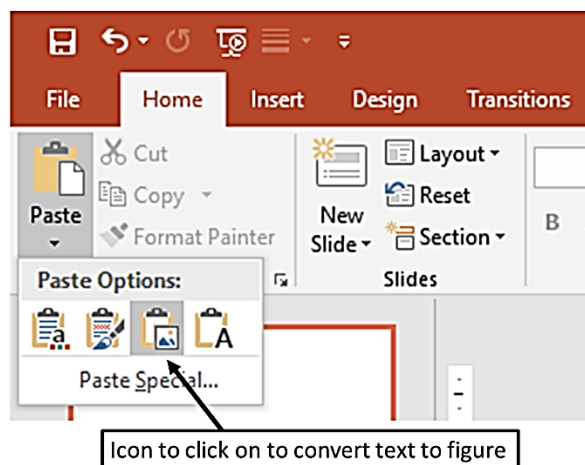 File Home Insert Design Transitions
Cut
Copy
Format Painter
Paste
New
Slide
Layout
Reset
Section
Slides
B
Paste Options:
a A
Paste Special...
Icon to click on to convert text to figure